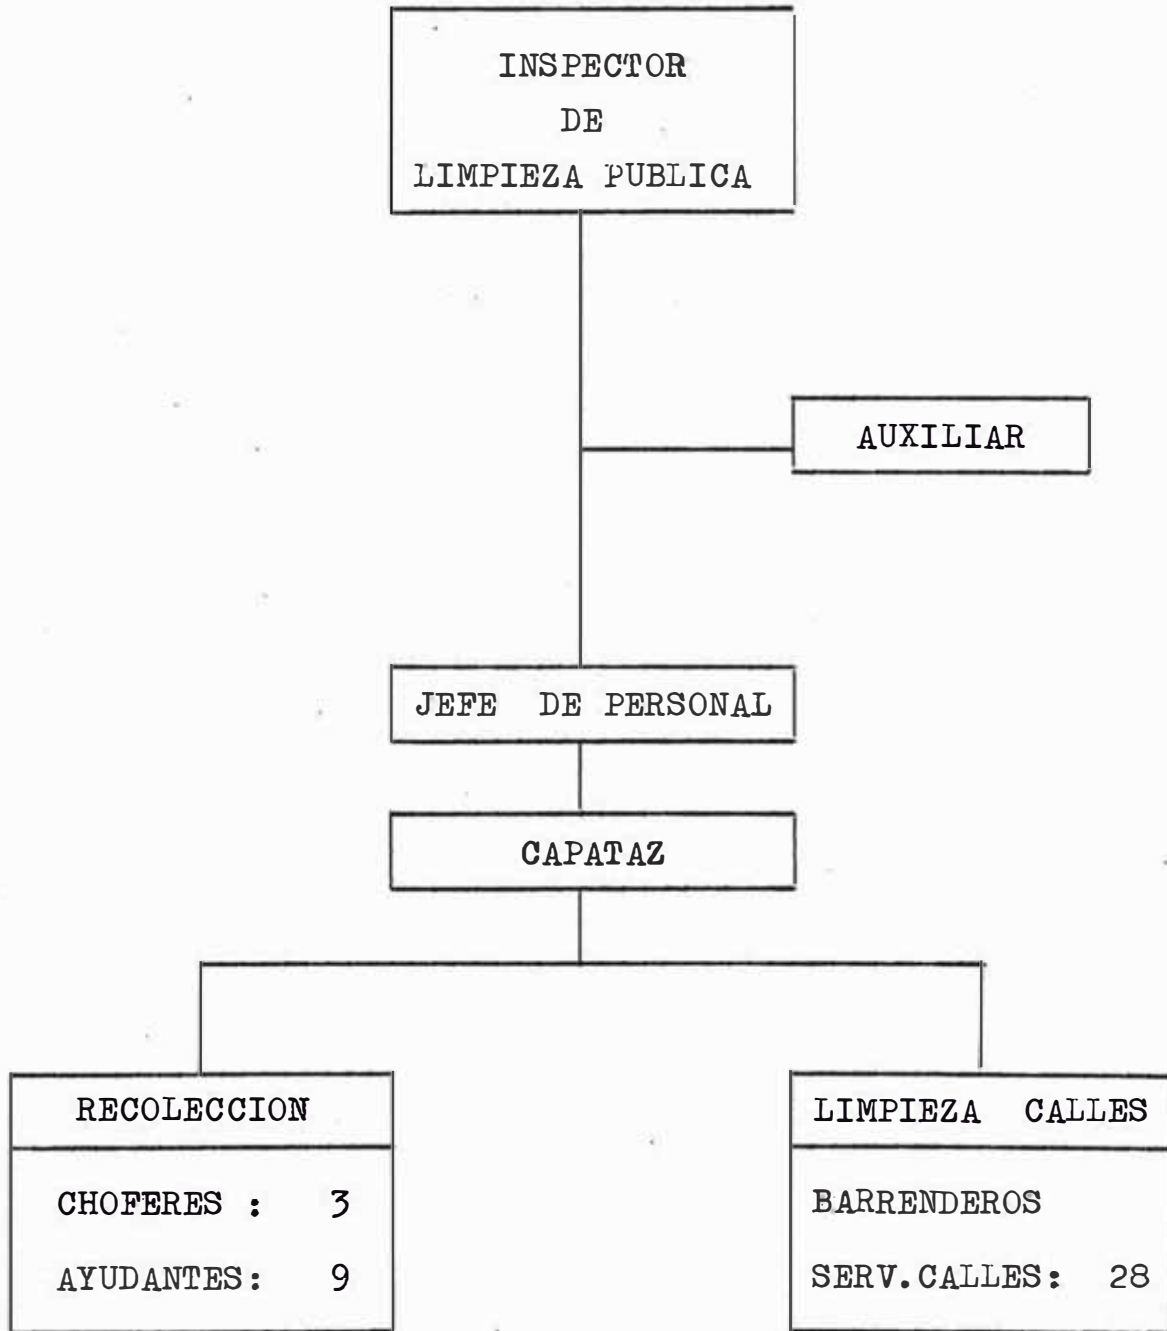 INSPECTOR
DE
LIMPIEZA PUBLICA
AUXILIAR
JEFE DE PERSONAL
CAPATAZ
RECOLECCION
CHOFERES : 3
AYUDANTES: 9
LIMPIEZA CALLES
BARRENDEROS
SERV.CALLES: 28